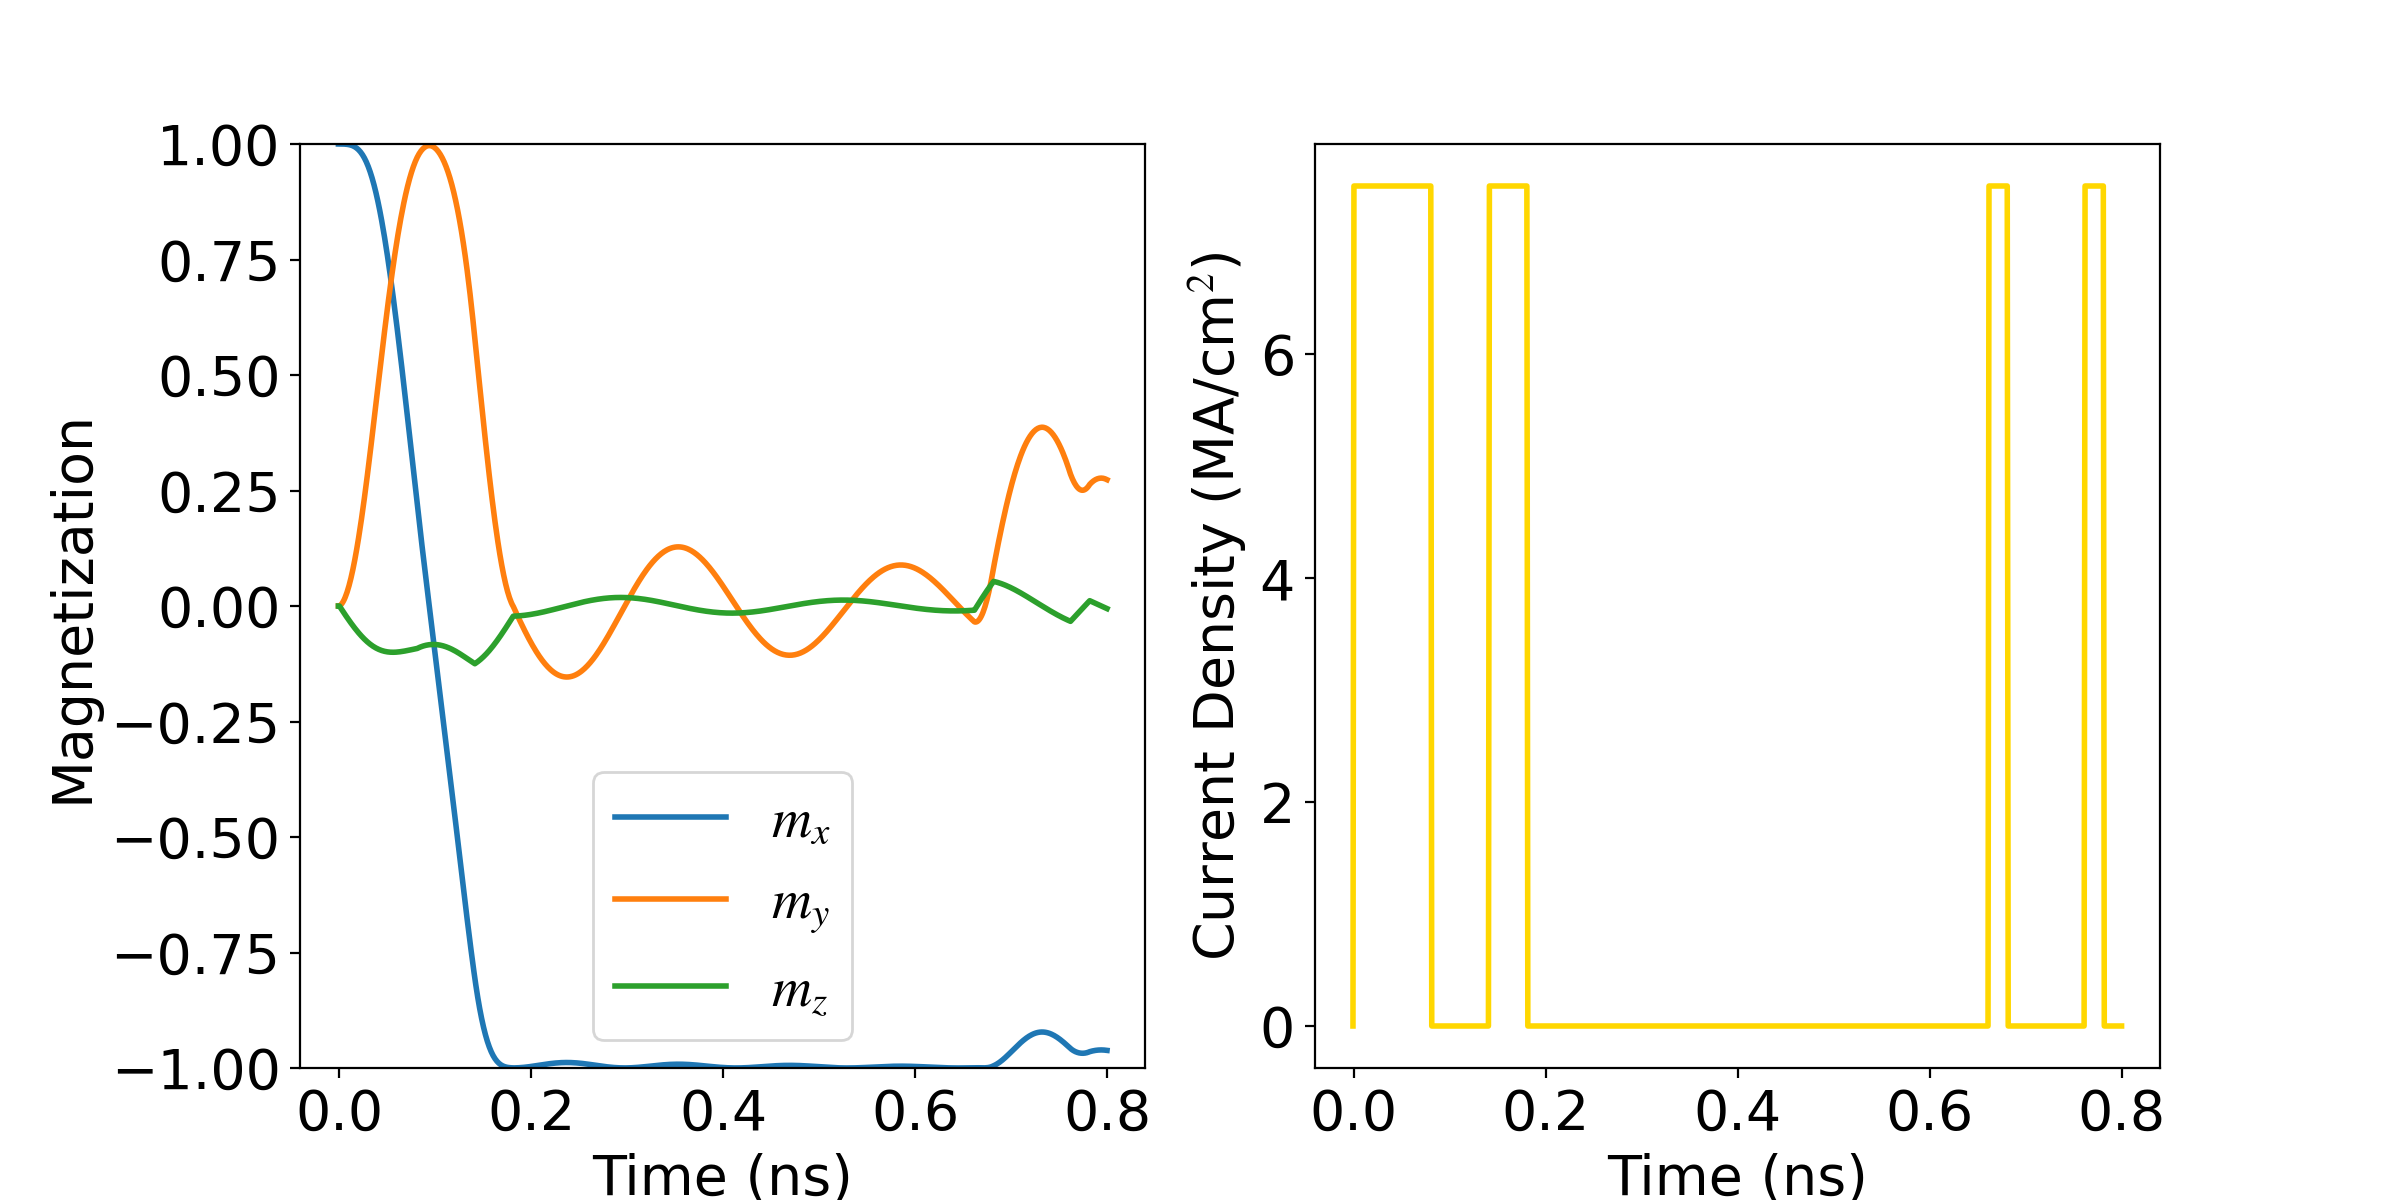 1.00
0.75
0.50
0.25
0.00
−0.25
−0.50
−0.75
−1.00
Magnetization
0.0 0.2 0.4 0.6 0.8
Time (ns)
m_x
m_y
m_z
6
4
2
0
Current Density (MA/cm²)
0.0 0.2 0.4 0.6 0.8
Time (ns)